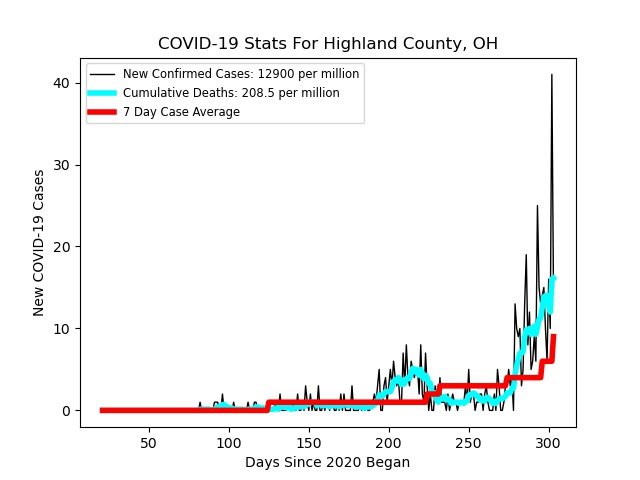 COVID-19 Stats For Highland County, OH
New Confirmed Cases: 12900 per million
Cumulative Deaths: 208.5 per million
7 Day Case Average
New COVID-19 Cases
40
30
20
10
0
50 100 150 200 250 300
Days Since 2020 Began